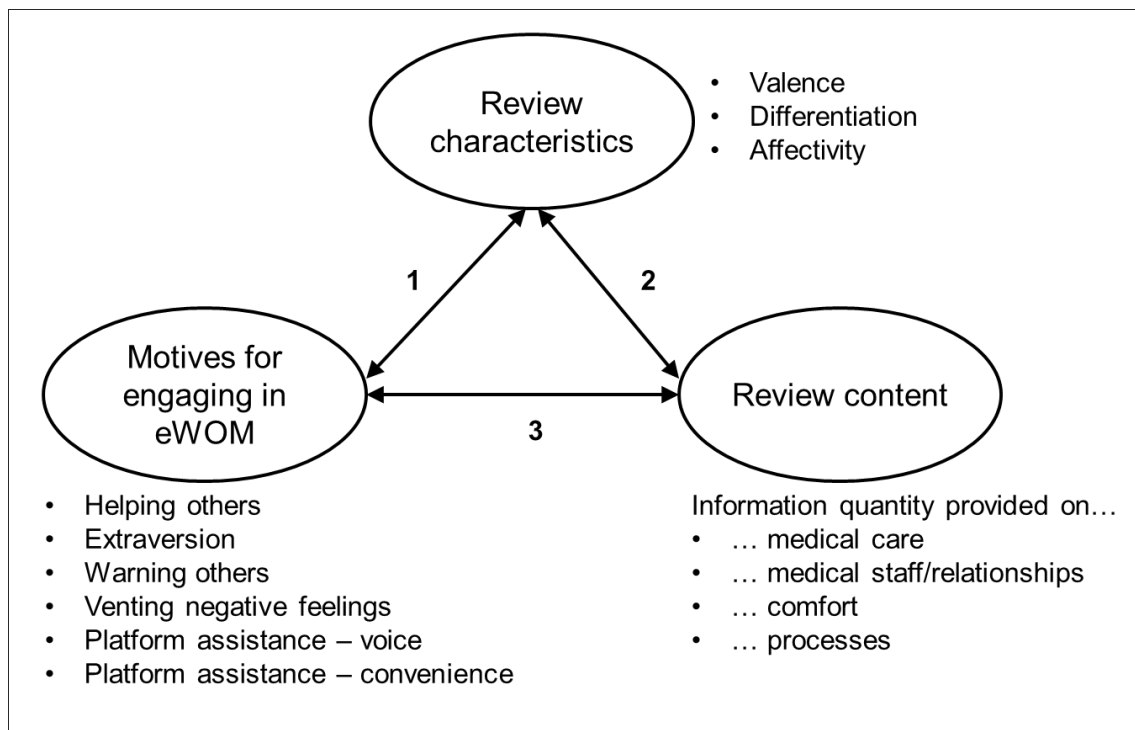 Review
characteristics
• Valence
• Differentiation
• Affectivity
1
2
Motives for
engaging in
eWOM
Review content
3
• Helping others
• Extraversion
• Warning others
• Venting negative feelings
• Platform assistance – voice
• Platform assistance – convenience
Information quantity provided on…
• … medical care
• … medical staff/relationships
• … comfort
• … processes